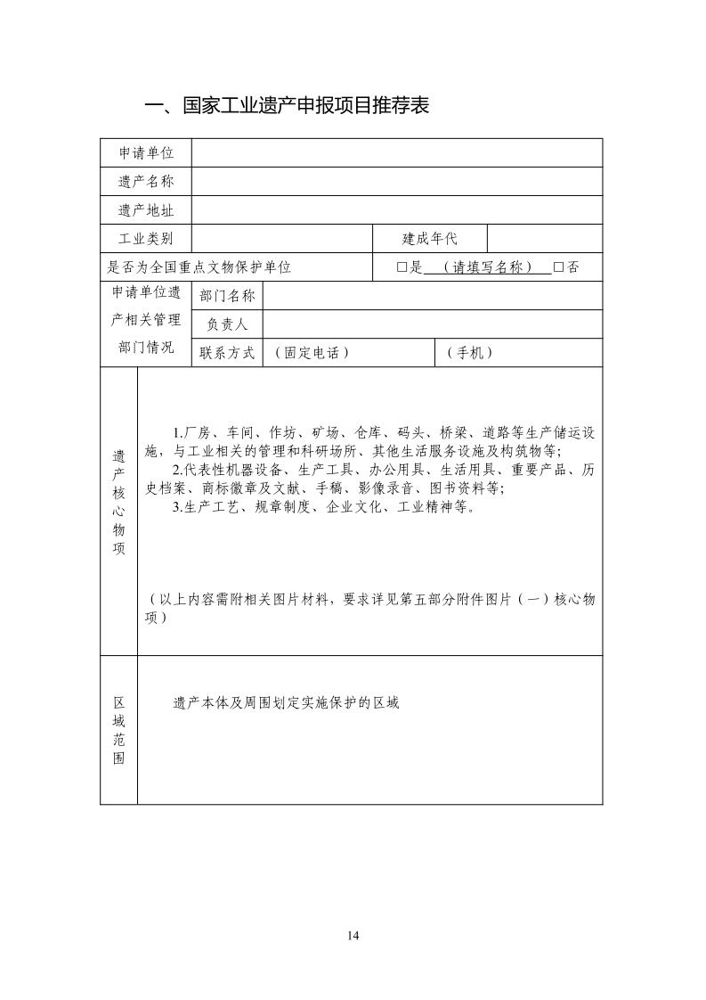 一、国家工业遗产申报项目推荐表
申请单位
遗产名称
遗产地址
工业类别 建成年代
是否为全国重点文物保护单位 □是 （请填写名称） □否
申请单位遗
产相关管理
部门情况
部门名称
负责人
联系方式 （固定电话） （手机）
遗产核心物项
1.厂房、车间、作坊、矿场、仓库、码头、桥梁、道路等生产储运设
施，与工业相关的管理和科研场所、其他生活服务设施及构筑物等；
2.代表性机器设备、生产工具、办公用具、生活用具、重要产品、历
史档案、商标徽章及文献、手稿、影像录音、图书资料等；
3.生产工艺、规章制度、企业文化、工业精神等。
（以上内容需附相关图片材料，要求详见第五部分附件图片（一）核心物
项）
区域范围
遗产本体及周围划定实施保护的区域
14